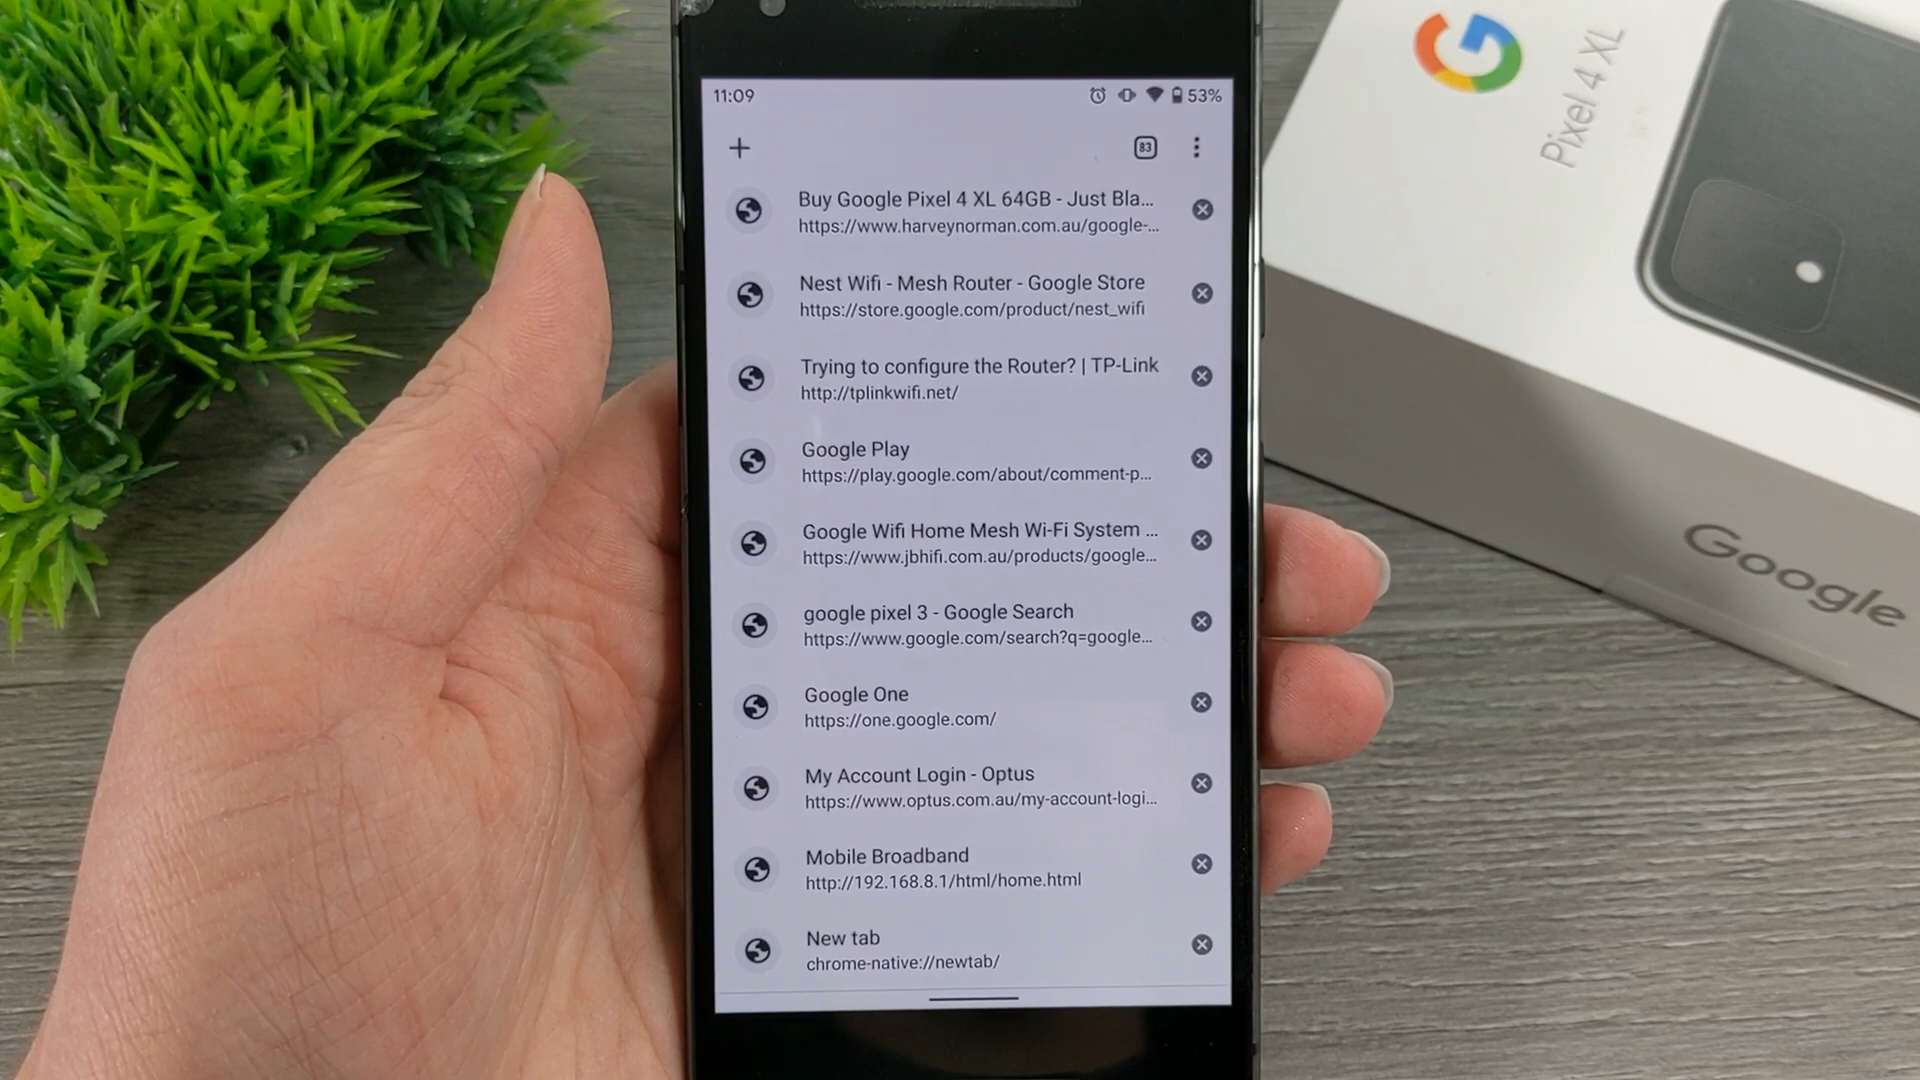 11:09
53%
83
Buy Google Pixel 4 XL 64GB - Just Bla...
https://www.harveynorman.com.au/google-...
Nest Wifi - Mesh Router - Google Store
https://store.google.com/product/nest_wifi
Trying to configure the Router? | TP-Link
http://tplinkwifi.net/
Google Play
https://play.google.com/about/comment-p...
Google Wifi Home Mesh Wi-Fi System ...
https://www.jbhifi.com.au/products/google...
google pixel 3 - Google Search
https://www.google.com/search?q=google...
Google One
https://one.google.com/
My Account Login - Optus
https://www.optus.com.au/my-account-logi...
Mobile Broadband
http://192.168.8.1/html/home.html
New tab
chrome-native://newtab/
G
Pixel 4 XL
Google